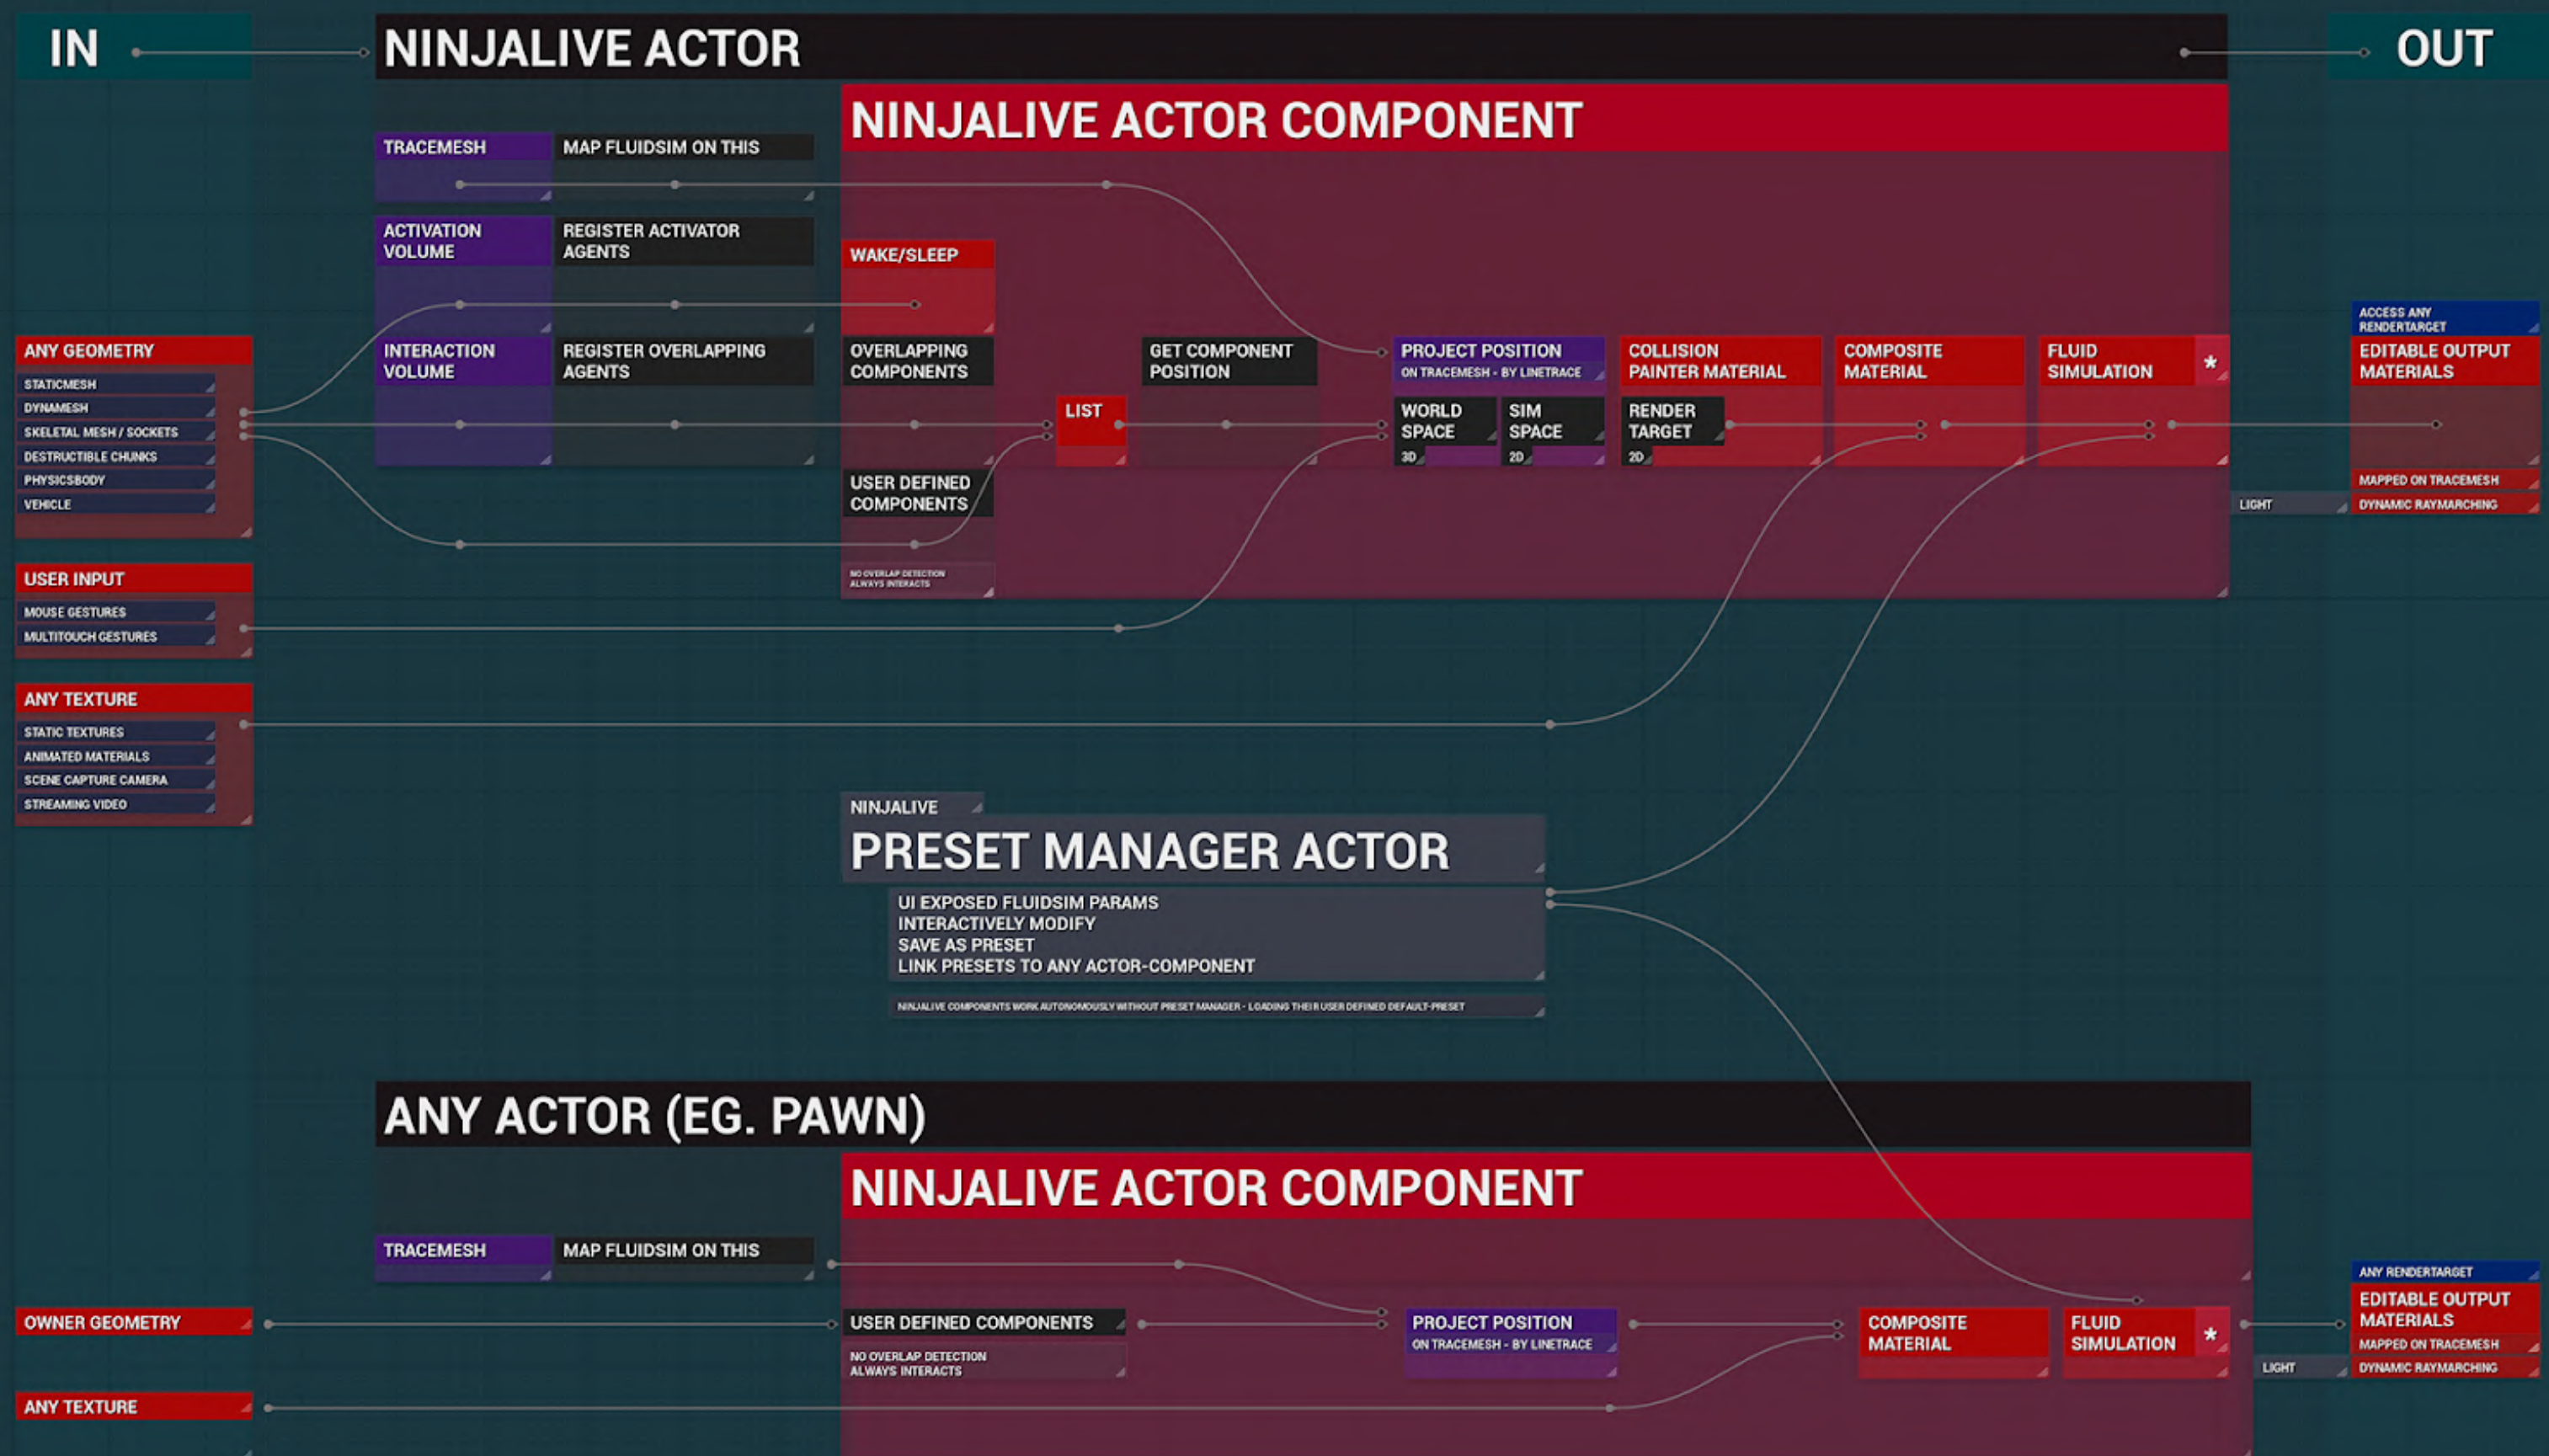 IN
NINJALIVE ACTOR
OUT
NINJALIVE ACTOR COMPONENT
TRACEMESH
MAP FLUIDSIM ON THIS
ACTIVATION
VOLUME
REGISTER ACTIVATOR
AGENTS
WAKE/SLEEP
INTERACTION
VOLUME
REGISTER OVERLAPPING
AGENTS
OVERLAPPING
COMPONENTS
LIST
GET COMPONENT
POSITION
PROJECT POSITION
ON TRACEMESH - BY LINETRACE
WORLD
SPACE
3D
SIM
SPACE
2D
COLLISION
PAINTER MATERIAL
RENDER
TARGET
2D
COMPOSITE
MATERIAL
FLUID
SIMULATION
*
ACCESS ANY
RENDERTARGET
EDITABLE OUTPUT
MATERIALS
MAPPED ON TRACEMESH
LIGHT
DYNAMIC RAYMARCHING
USER DEFINED
COMPONENTS
NO OVERLAP DETECTION
ALWAYS INTERACTS
ANY GEOMETRY
STATICMESH
DYNAMESH
SKELETAL MESH / SOCKETS
DESTRUCTIBLE CHUNKS
PHYSICSBODY
VEHICLE
USER INPUT
MOUSE GESTURES
MULTITOUCH GESTURES
ANY TEXTURE
STATIC TEXTURES
ANIMATED MATERIALS
SCENE CAPTURE CAMERA
STREAMING VIDEO
NINJALIVE
PRESET MANAGER ACTOR
UI EXPOSED FLUIDSIM PARAMS
INTERACTIVELY MODIFY
SAVE AS PRESET
LINK PRESETS TO ANY ACTOR-COMPONENT
NINJALIVE COMPONENTS WORK AUTONOMOUSLY WITHOUT PRESET MANAGER - LOADING THEIR USER DEFINED DEFAULT-PRESET
ANY ACTOR (EG. PAWN)
NINJALIVE ACTOR COMPONENT
TRACEMESH
MAP FLUIDSIM ON THIS
OWNER GEOMETRY
USER DEFINED COMPONENTS
NO OVERLAP DETECTION
ALWAYS INTERACTS
PROJECT POSITION
ON TRACEMESH - BY LINETRACE
COMPOSITE
MATERIAL
FLUID
SIMULATION
*
ANY RENDERTARGET
EDITABLE OUTPUT
MATERIALS
MAPPED ON TRACEMESH
LIGHT
DYNAMIC RAYMARCHING
ANY TEXTURE